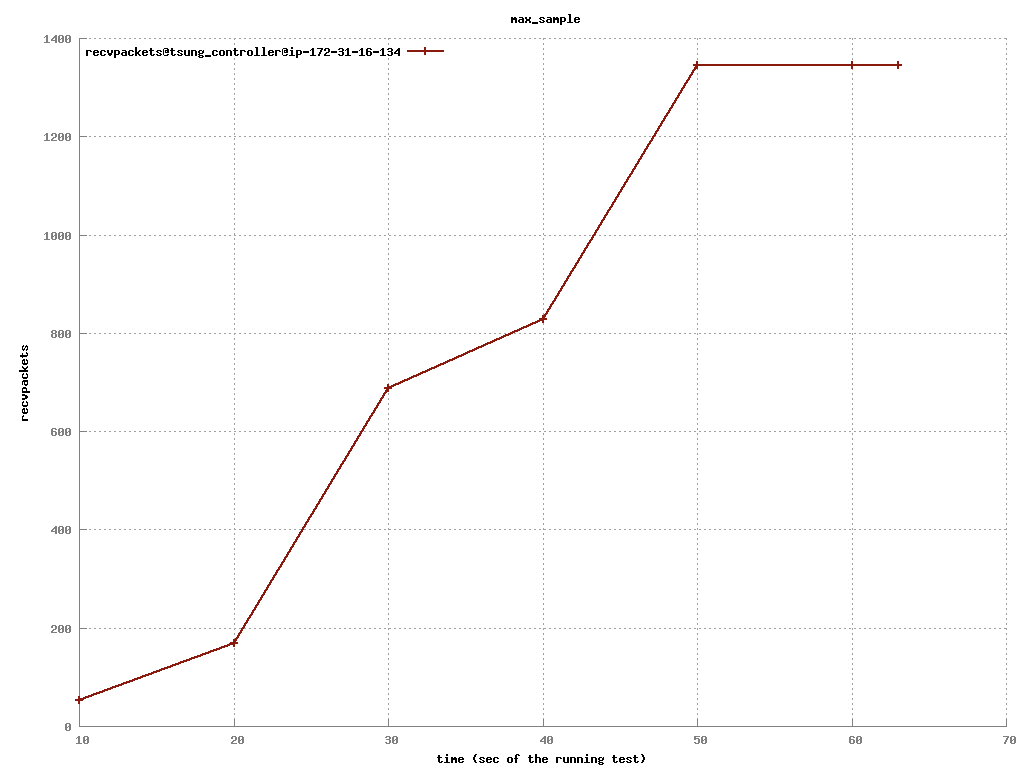 max_sample
recvpackets@tsung_controller@ip-172-31-16-134
1400
1200
1000
800
600
400
200
0
recvpackets
10 20 30 40 50 60 70
time (sec of the running test)